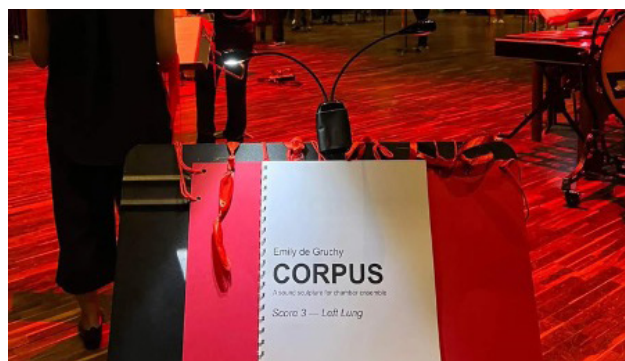 Emily de Gruchy
CORPUS
A sound sculpture for chamber ensemble
Score 3 — Left Lung